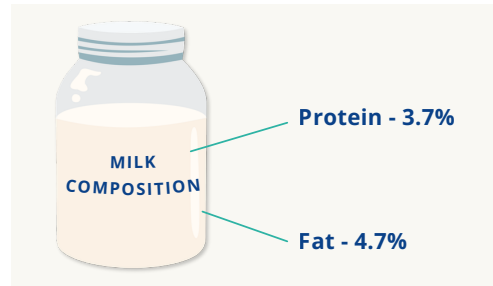 Protein - 3.7%
MILK
COMPOSITION
Fat - 4.7%